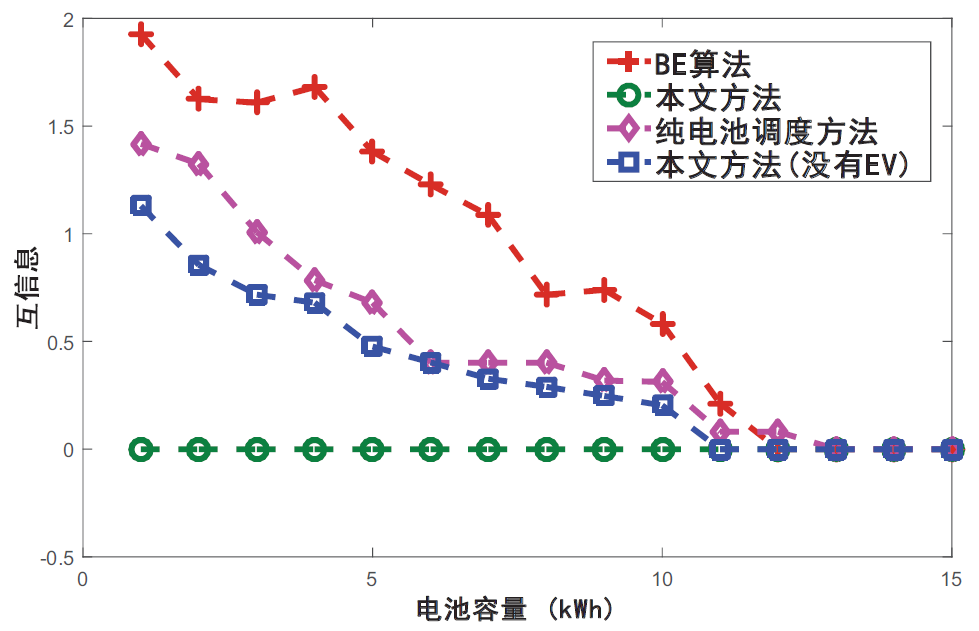 2
1.5
1
0.5
0
-0.5
互信息
BE算法
本文方法
纯电池调度方法
本文方法(没有EV)
0 5 10 15
电池容量 (kWh)